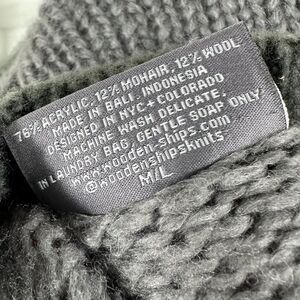 76% ACRYLIC, 12% MOHAIR, 12% WOOL
MADE IN BALI, INDONESIA
DESIGNED IN NYC + COLORADO
MACHINE WASH DELICATE.
IN LAUNDRY BAG, GENTLE SOAP ONLY
www.wooden-ships.com
@woodenshipsknits
M/L